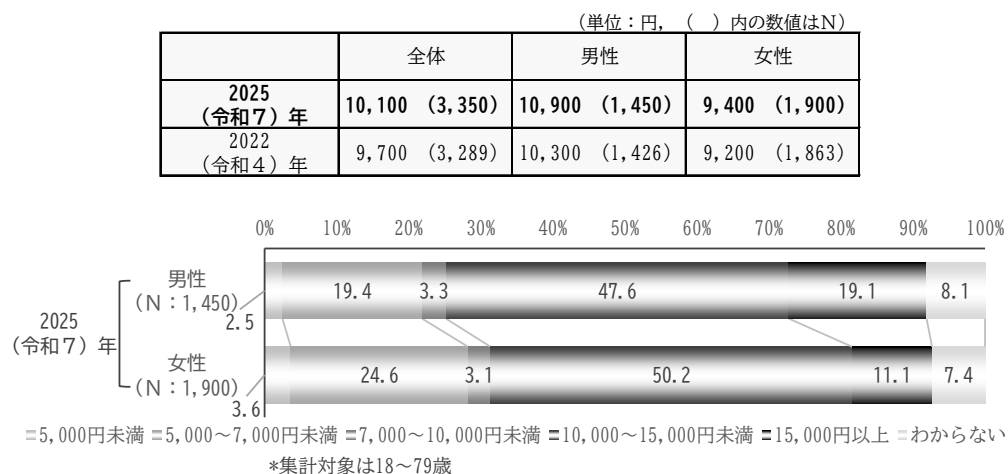 （単位：円，（　）内の数値はＮ）
全体 男性 女性
2025
（令和７）年
10,100 (3,350) 10,900 (1,450) 9,400 (1,900)
2022
（令和４）年
9,700 (3,289) 10,300 (1,426) 9,200 (1,863)
0% 10% 20% 30% 40% 50% 60% 70% 80% 90% 100%
2025
（令和７）年
男性
（Ｎ：1,450）
2.5 19.4 3.3 47.6 19.1 8.1
女性
（Ｎ：1,900）
3.6 24.6 3.1 50.2 11.1 7.4
5,000円未満 5,000～7,000円未満 7,000～10,000円未満 10,000～15,000円未満 15,000円以上 わからない
*集計対象は18～79歳